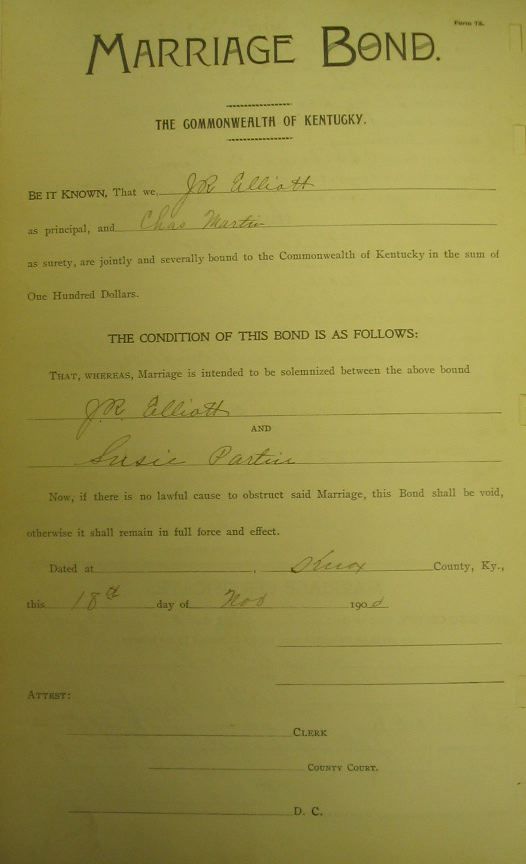 Form 78.
MARRIAGE BOND.
THE COMMONWEALTH OF KENTUCKY.
BE IT KNOWN, That we, J R Elliott
as principal, and Chas Martin
as surety, are jointly and severally bound to the Commonwealth of Kentucky in the sum of
One Hundred Dollars.
THE CONDITION OF THIS BOND IS AS FOLLOWS:
THAT, WHEREAS, Marriage is intended to be solemnized between the above bound
J.R. Elliott
AND
Susie Partin
Now, if there is no lawful cause to obstruct said Marriage, this Bond shall be void,
otherwise it shall remain in full force and effect.
Dated at , Knox County, Ky.,
this 18th day of Nov 190
ATTEST:
CLERK
COUNTY COURT.
D. C.